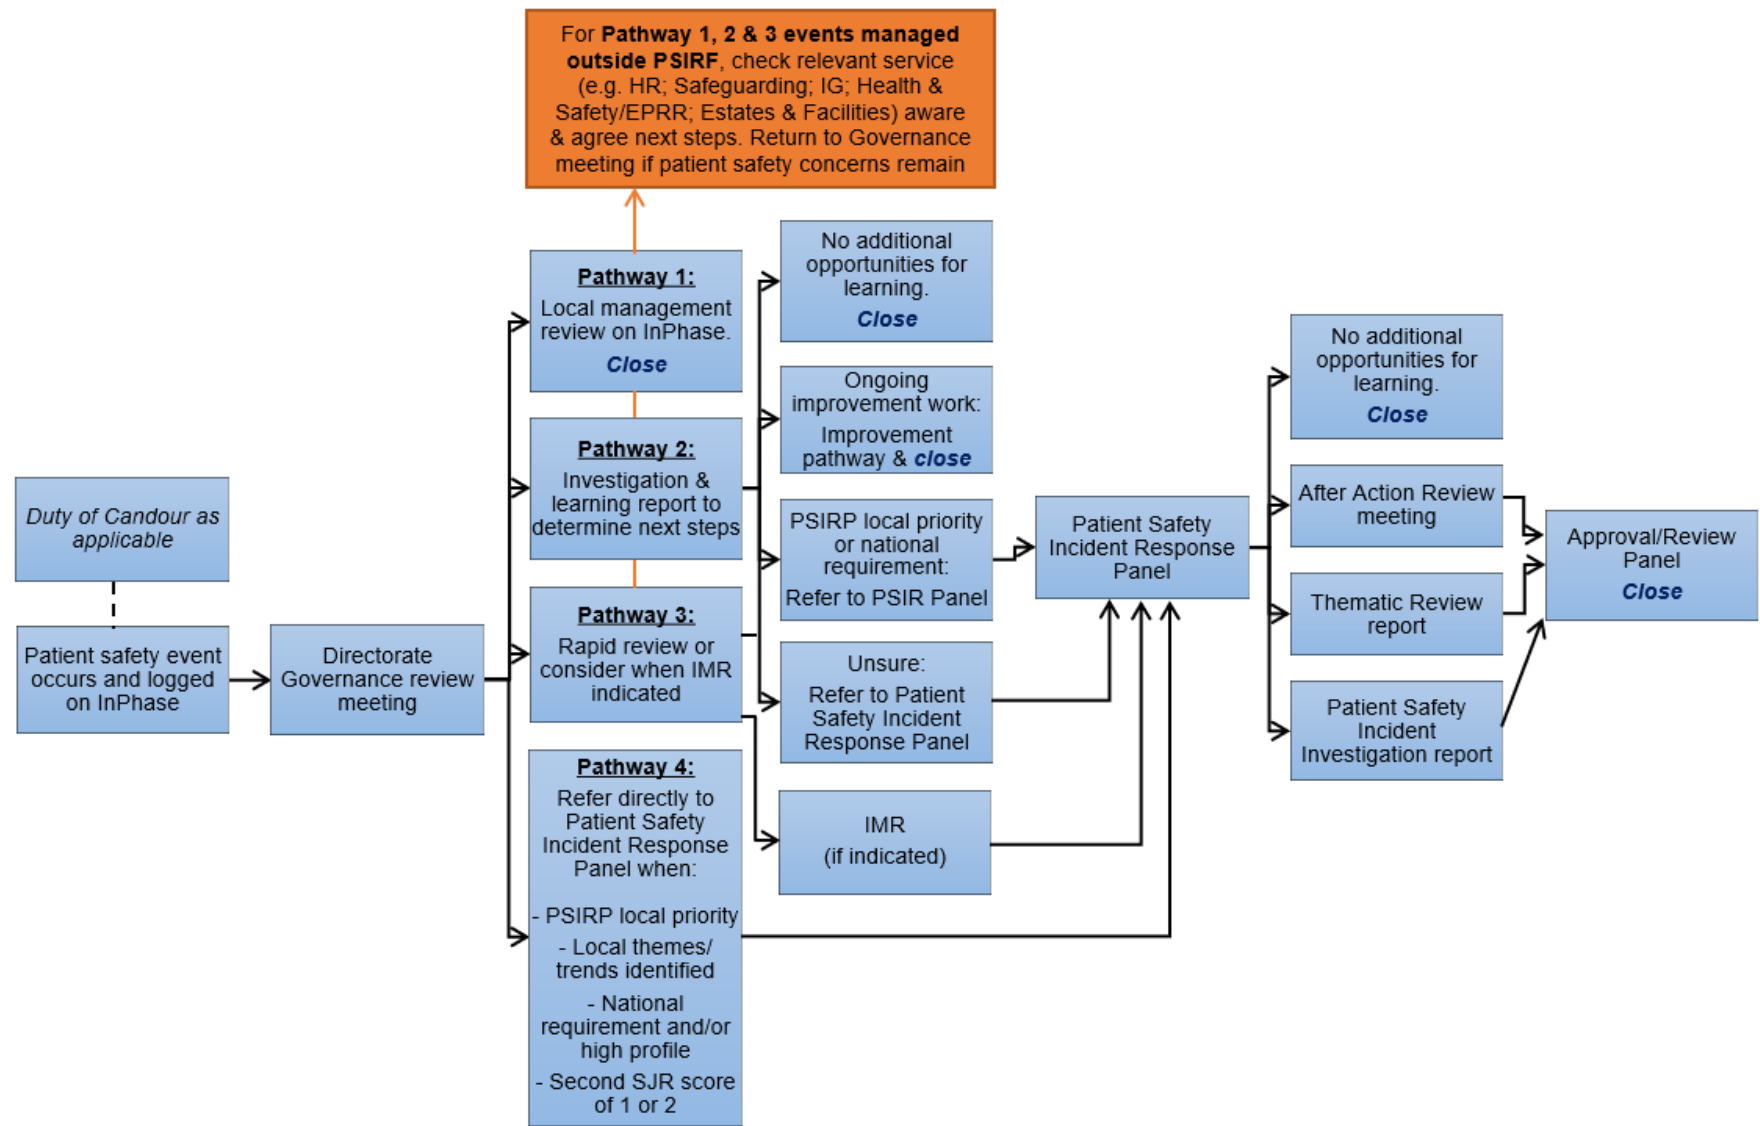 For Pathway 1, 2 & 3 events managed
outside PSIRF, check relevant service
(e.g. HR; Safeguarding; IG; Health &
Safety/EPRR; Estates & Facilities) aware
& agree next steps. Return to Governance
meeting if patient safety concerns remain
Duty of Candour as
applicable
Patient safety event
occurs and logged
on InPhase
Directorate
Governance review
meeting
Pathway 1:
Local management
review on InPhase.
Close
Pathway 2:
Investigation &
learning report to
determine next steps
Pathway 3:
Rapid review or
consider when IMR
indicated
Pathway 4:
Refer directly to
Patient Safety
Incident Response
Panel when:
- PSIRP local priority
- Local themes/
trends identified
- National
requirement and/or
high profile
- Second SJR score
of 1 or 2
No additional
opportunities for
learning.
Close
Ongoing
improvement work:
Improvement
pathway & close
PSIRP local priority
or national
requirement:
Refer to PSIR Panel
Unsure:
Refer to Patient
Safety Incident
Response Panel
IMR
(if indicated)
Patient Safety
Incident Response
Panel
No additional
opportunities for
learning.
Close
After Action Review
meeting
Thematic Review
report
Patient Safety
Incident
Investigation report
Approval/Review
Panel
Close